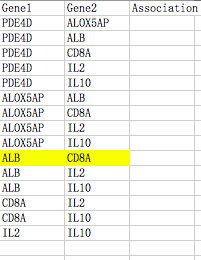 Gene1 Gene2 Association
PDE4D ALOX5AP
PDE4D ALB
PDE4D CD8A
PDE4D IL2
PDE4D IL10
ALOX5AP ALB
ALOX5AP CD8A
ALOX5AP IL2
ALOX5AP IL10
ALB CD8A
ALB IL2
ALB IL10
CD8A IL2
CD8A IL10
IL2 IL10